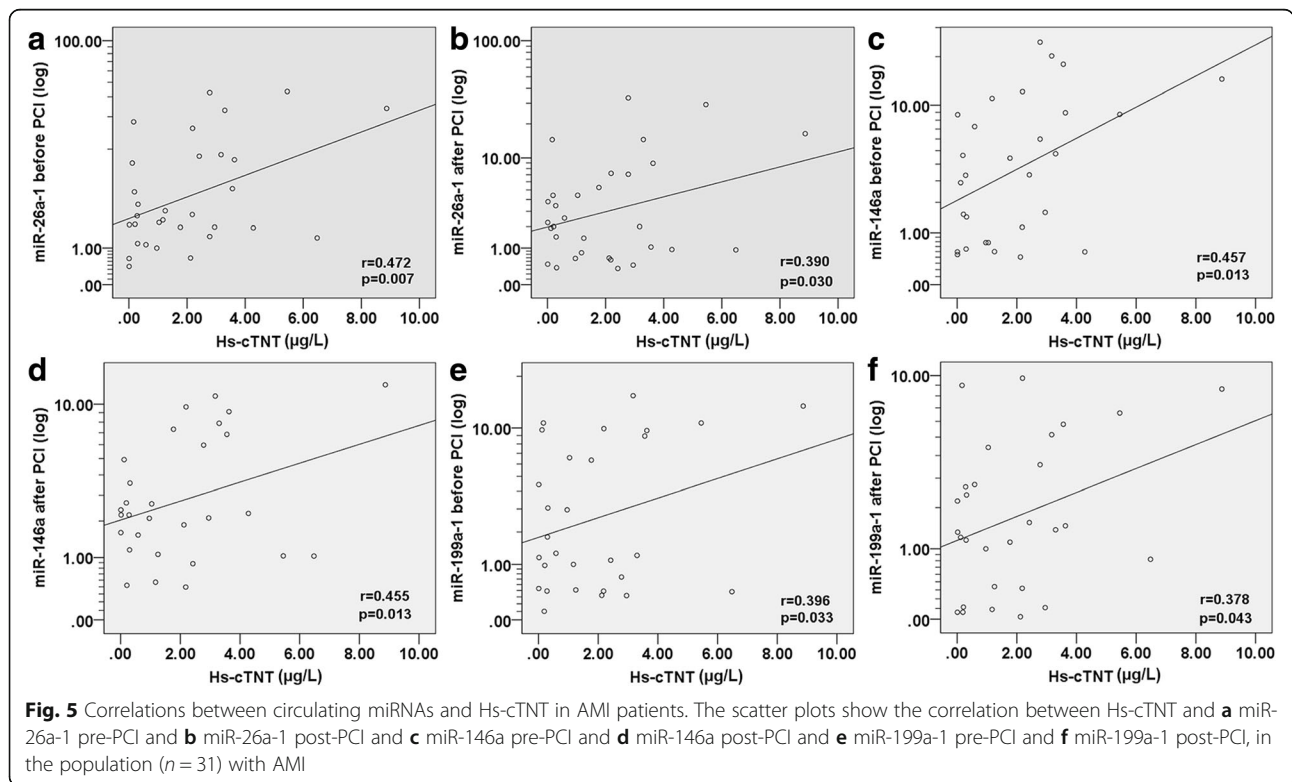 a
miR-26a-1 before PCI (log)
100.00
1.00
.00
r=0.472
p=0.007
.00 2.00 4.00 6.00 8.00 10.00
Hs-cTNT (µg/L)
b
miR-26a-1 after PCI (log)
100.00
10.00
1.00
.00
r=0.390
p=0.030
.00 2.00 4.00 6.00 8.00 10.00
Hs-cTNT (µg/L)
c
miR-146a before PCI (log)
10.00
1.00
.00
r=0.457
p=0.013
.00 2.00 4.00 6.00 8.00 10.00
Hs-cTNT (µg/L)
d
miR-146a after PCI (log)
10.00
1.00
.00
r=0.455
p=0.013
.00 2.00 4.00 6.00 8.00 10.00
Hs-cTNT (µg/L)
e
miR-199a-1 before PCI (log)
10.00
1.00
.00
r=0.396
p=0.033
.00 2.00 4.00 6.00 8.00 10.00
Hs-cTNT (µg/L)
f
miR-199a-1 after PCI (log)
10.00
1.00
.00
r=0.378
p=0.043
.00 2.00 4.00 6.00 8.00 10.00
Hs-cTNT (µg/L)
Fig. 5 Correlations between circulating miRNAs and Hs-cTNT in AMI patients. The scatter plots show the correlation between Hs-cTNT and a miR-
26a-1 pre-PCI and b miR-26a-1 post-PCI and c miR-146a pre-PCI and d miR-146a post-PCI and e miR-199a-1 pre-PCI and f miR-199a-1 post-PCI, in
the population (n = 31) with AMI